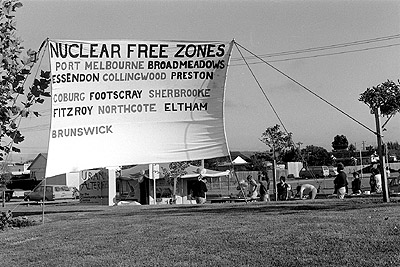 NUCLEAR FREE ZONES
PORT MELBOURNE BROADMEADOWS
ESSENDON COLLINGWOOD PRESTON
COBURG FOOTSCRAY SHERBROOKE
FITZROY NORTHCOTE ELTHAM
BRUNSWICK